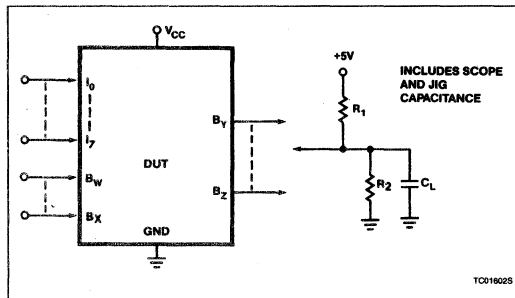 VCC
+5V
INCLUDES SCOPE
AND JIG
CAPACITANCE
I0
R1
BY
I7
DUT
BW
R2
CL
BX
BZ
GND
TC01602S